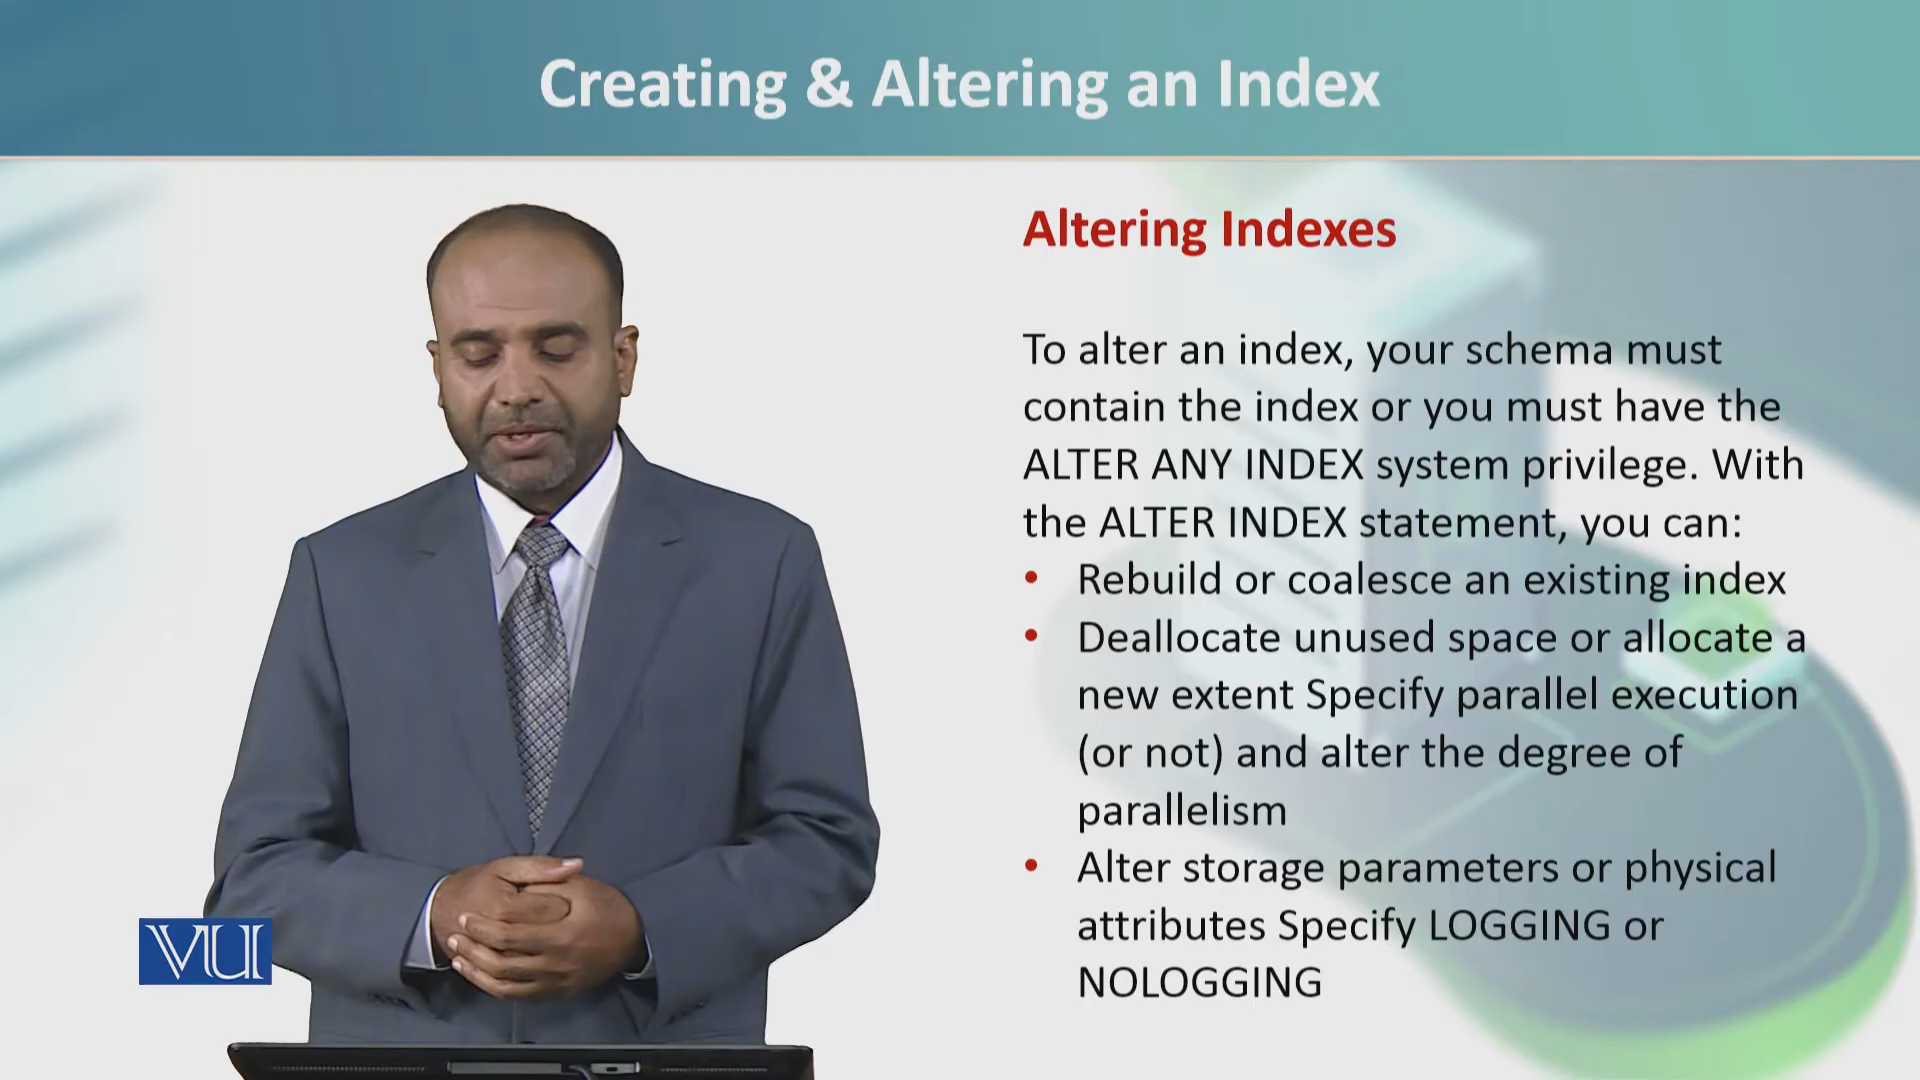 Creating & Altering an Index
Altering Indexes
To alter an index, your schema must
contain the index or you must have the
ALTER ANY INDEX system privilege. With
the ALTER INDEX statement, you can:
• Rebuild or coalesce an existing index
• Deallocate unused space or allocate a
new extent Specify parallel execution
(or not) and alter the degree of
parallelism
• Alter storage parameters or physical
attributes Specify LOGGING or
NOLOGGING
VU